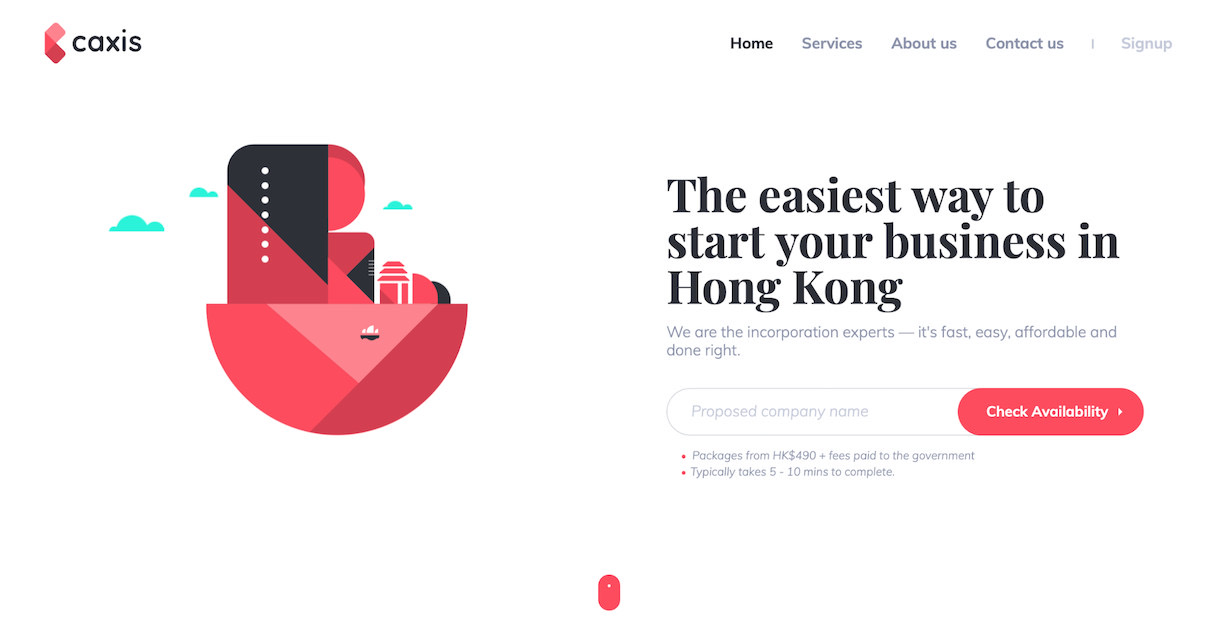 caxis
Home
Services
About us
Contact us
|
Signup
The easiest way to
start your business in
Hong Kong
We are the incorporation experts — it's fast, easy, affordable and
done right.
Proposed company name
Check Availability
Packages from HK$490 + fees paid to the government
Typically takes 5 - 10 mins to complete.